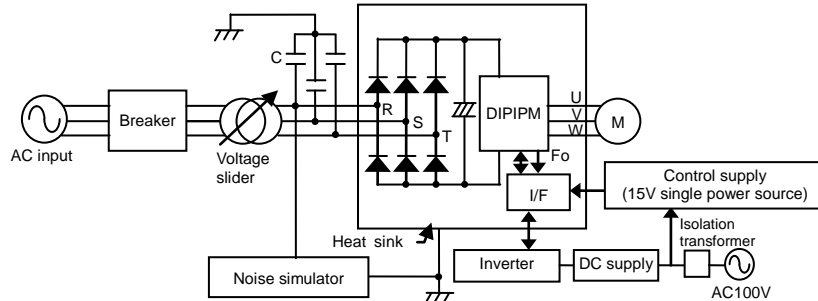 C
R
S
T
AC input
Breaker
Voltage
slider
DIPIPM
U
V
W
M
Fo
I/F
Control supply
(15V single power source)
Heat sink
Isolation
transformer
Noise simulator
Inverter
DC supply
AC100V